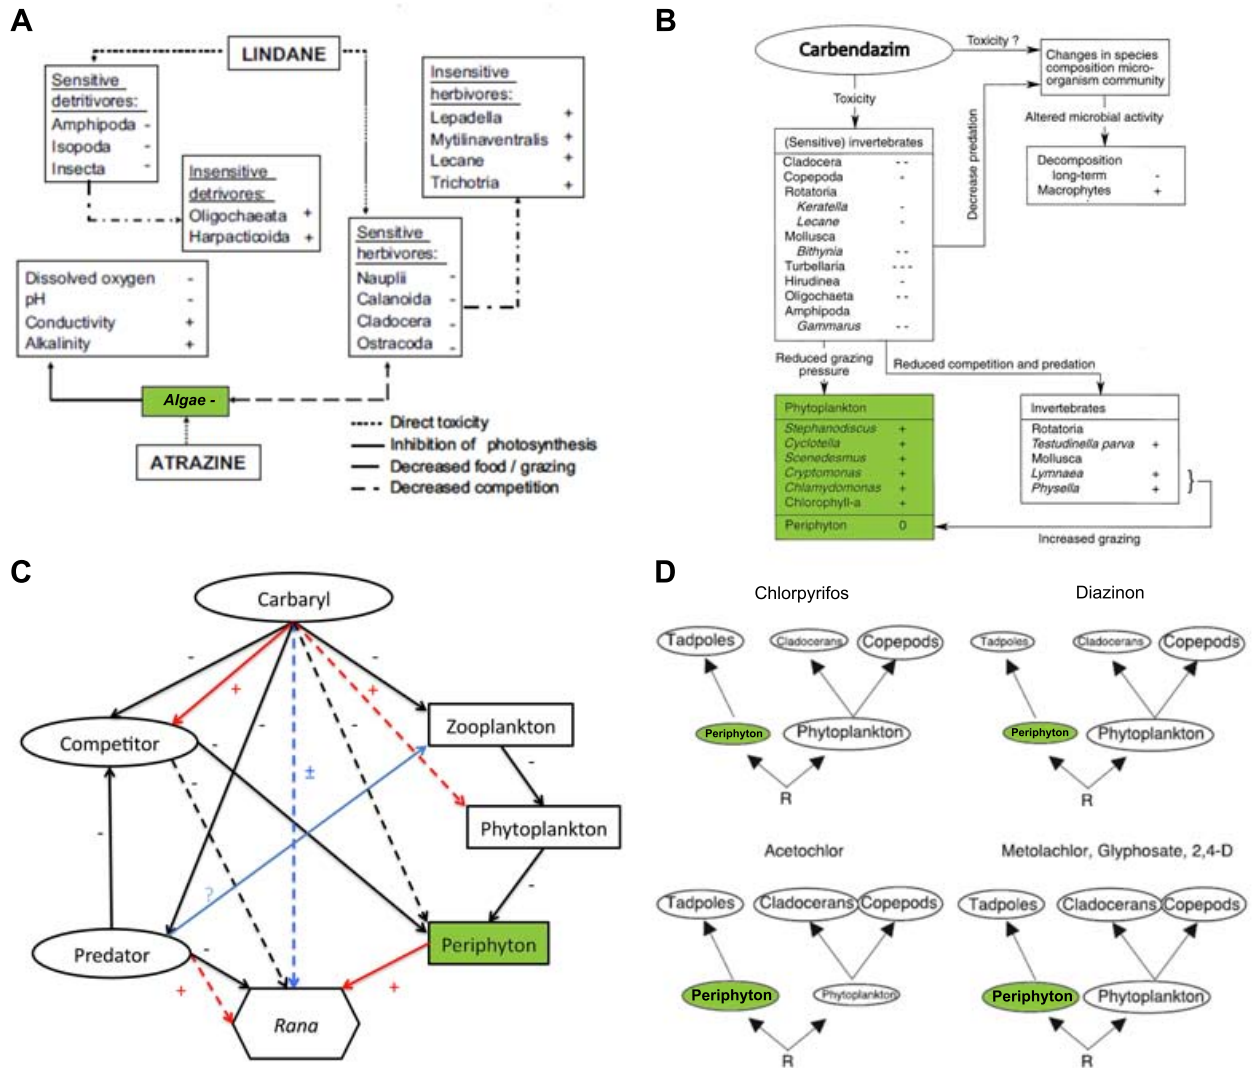 A
LINDANE
Sensitive
detritivores:
Amphipoda -
Isopoda -
Insecta -
Insensitive
detrivores:
Oligochaeata +
Harpacticoida +
Insensitive
herbivores:
Lepadella +
Mytilinaventralis +
Lecane +
Trichotria +
Sensitive
herbivores:
Nauplii -
Calanoida -
Cladocera -
Ostracoda -
Dissolved oxygen -
pH -
Conductivity +
Alkalinity +
Algae -
ATRAZINE
Direct toxicity
Inhibition of photosynthesis
Decreased food / grazing
Decreased competition
B
Carbendazim
Toxicity ?
Changes in species
composition micro-
organism community
Toxicity
Altered microbial activity
Decomposition
long-term -
Macrophytes +
Decrease predation
(Sensitive) invertebrates
Cladocera - -
Copepoda -
Rotatoria
Keratella -
Lecane -
Mollusca
Bithynia - -
Turbellaria - - -
Hirudinea -
Oligochaeta - -
Amphipoda
Gammarus - -
Reduced grazing
pressure
Reduced competition and predation
Phytoplankton
Stephanodiscus +
Cyclotella +
Scenedesmus +
Cryptomonas +
Chlamydomonas +
Chlorophyll-a +
Periphyton 0
Invertebrates
Rotatoria
Testudinella parva +
Mollusca
Lymnaea +
Physella +
}
Increased grazing
C
Carbaryl
-
+
-
+
-
-
-
±
Competitor
Zooplankton
-
-
Phytoplankton
-
-
?
Predator
-
+
Periphyton
+
Rana
D
Chlorpyrifos
Tadpoles
Cladocerans
Copepods
Periphyton
Phytoplankton
R
Diazinon
Tadpoles
Cladocerans
Copepods
Periphyton
Phytoplankton
R
Acetochlor
Tadpoles
Cladocerans
Copepods
Periphyton
Phytoplankton
R
Metolachlor, Glyphosate, 2,4-D
Tadpoles
Cladocerans
Copepods
Periphyton
Phytoplankton
R